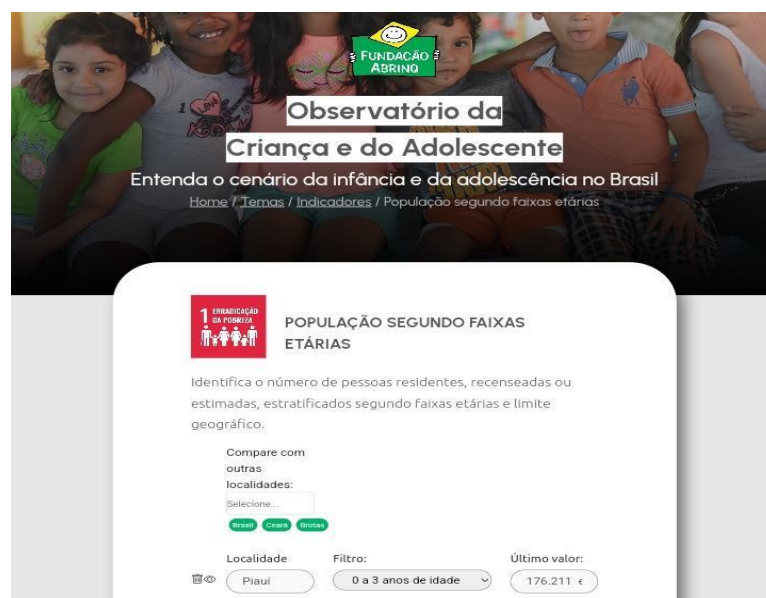 FUNDAÇÃO
ABRINQ
Observatório da
Criança e do Adolescente
Entenda o cenário da infância e da adolescência no Brasil
Home / Temas / Indicadores / População segundo faixas etárias
1 ERRADICAÇÃO
DA POBREZA
POPULAÇÃO SEGUNDO FAIXAS
ETÁRIAS
Identifica o número de pessoas residentes, recenseadas ou
estimadas, estratificados segundo faixas etárias e limite
geográfico.
Compare com
outras
localidades:
Selecione...
Brasil Ceará Brotas
Localidade Filtro: Último valor:
Piauí 0 a 3 anos de idade 176.211